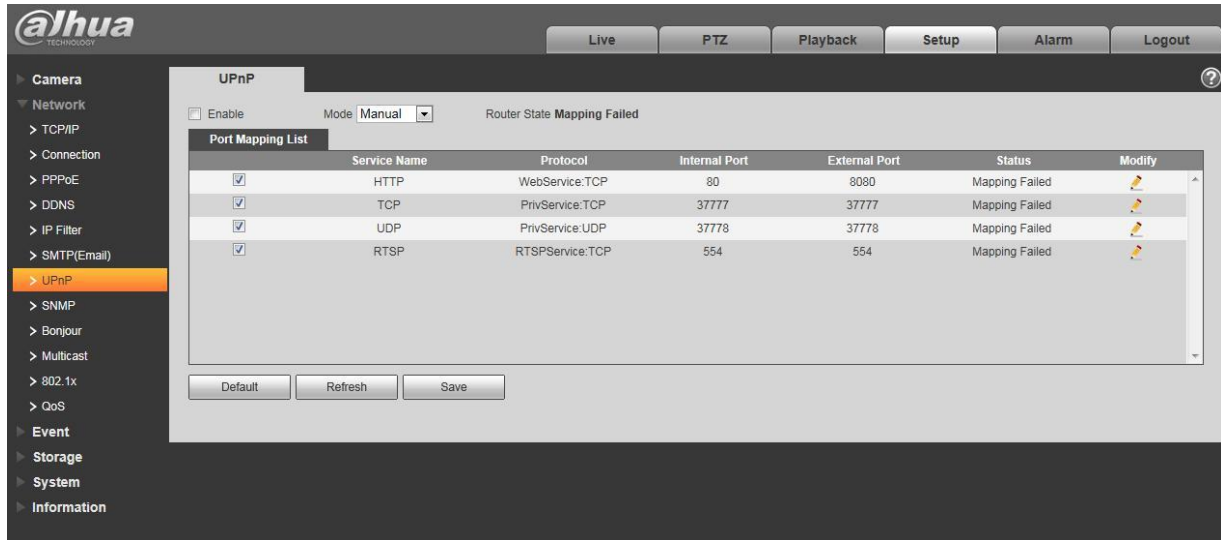 alhua
TECHNOLOGY
Live PTZ Playback Setup Alarm Logout
Camera
Network
> TCP/IP
> Connection
> PPPoE
> DDNS
> IP Filter
> SMTP(Email)
> UPnP
> SNMP
> Bonjour
> Multicast
> 802.1x
> QoS
Event
Storage
System
Information
UPnP ?
Enable Mode Manual Router State Mapping Failed
Port Mapping List
Service Name Protocol Internal Port External Port Status Modify
HTTP WebService:TCP 80 8080 Mapping Failed
TCP PrivService:TCP 37777 37777 Mapping Failed
UDP PrivService:UDP 37778 37778 Mapping Failed
RTSP RTSPService:TCP 554 554 Mapping Failed
Default Refresh Save